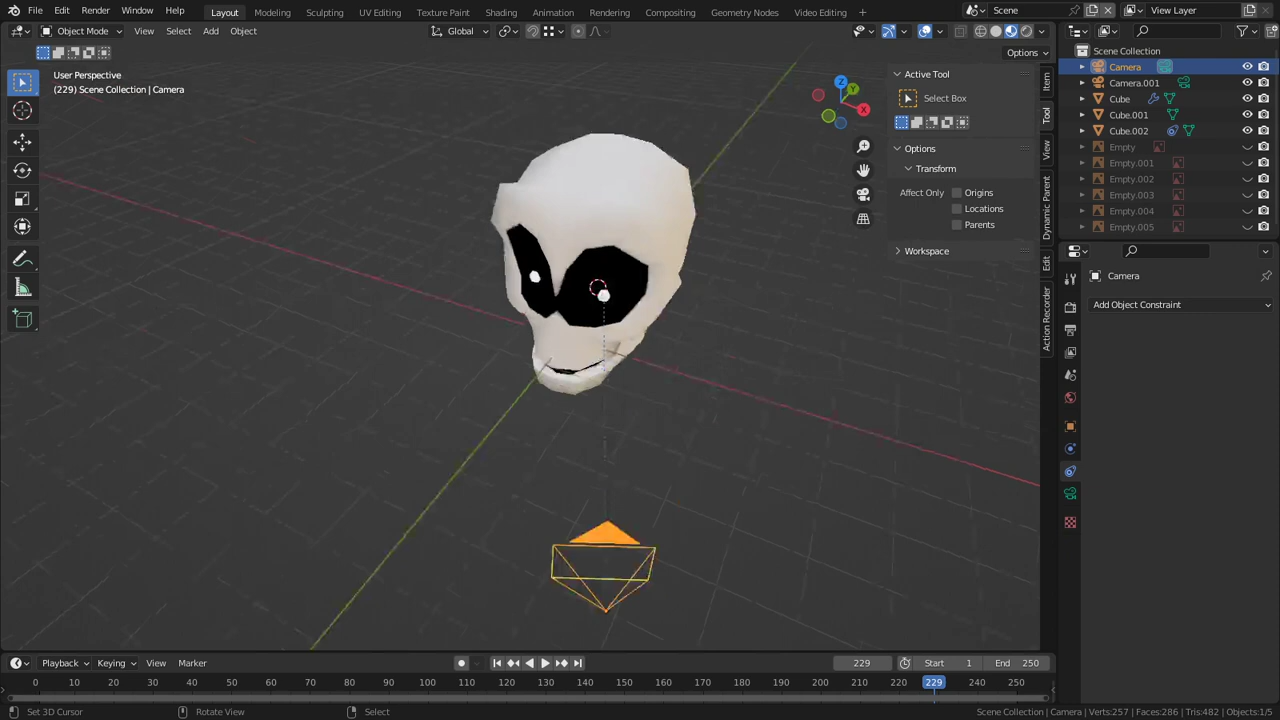 File Edit Render Window Help Layout Modeling Sculpting UV Editing Texture Paint Shading Animation Rendering Compositing Geometry Nodes Video Editing Scene View Layer
Object Mode View Select Add Object Global
Options
User Perspective
(229) Scene Collection | Camera
Active Tool
Select Box
Options
Transform
Affect Only Origins
Locations
Parents
Workspace
Item
Tool
View
Dynamic Parent
Edit
Action Recorder
X
Y
Z
Scene Collection
Camera
Camera.001
Cube
Cube.001
Cube.002
Empty
Empty.001
Empty.002
Empty.003
Empty.004
Empty.005
Camera
Add Object Constraint
Playback Keying View Marker 229 Start 1 End 250
0 10 20 30 40 50 60 70 80 90 100 110 120 130 140 150 160 170 180 190 200 210 220 229 240 250
Set 3D Cursor Rotate View Select Scene Collection | Camera | Verts:257 | Faces:286 | Tris:482 | Objects:1/5